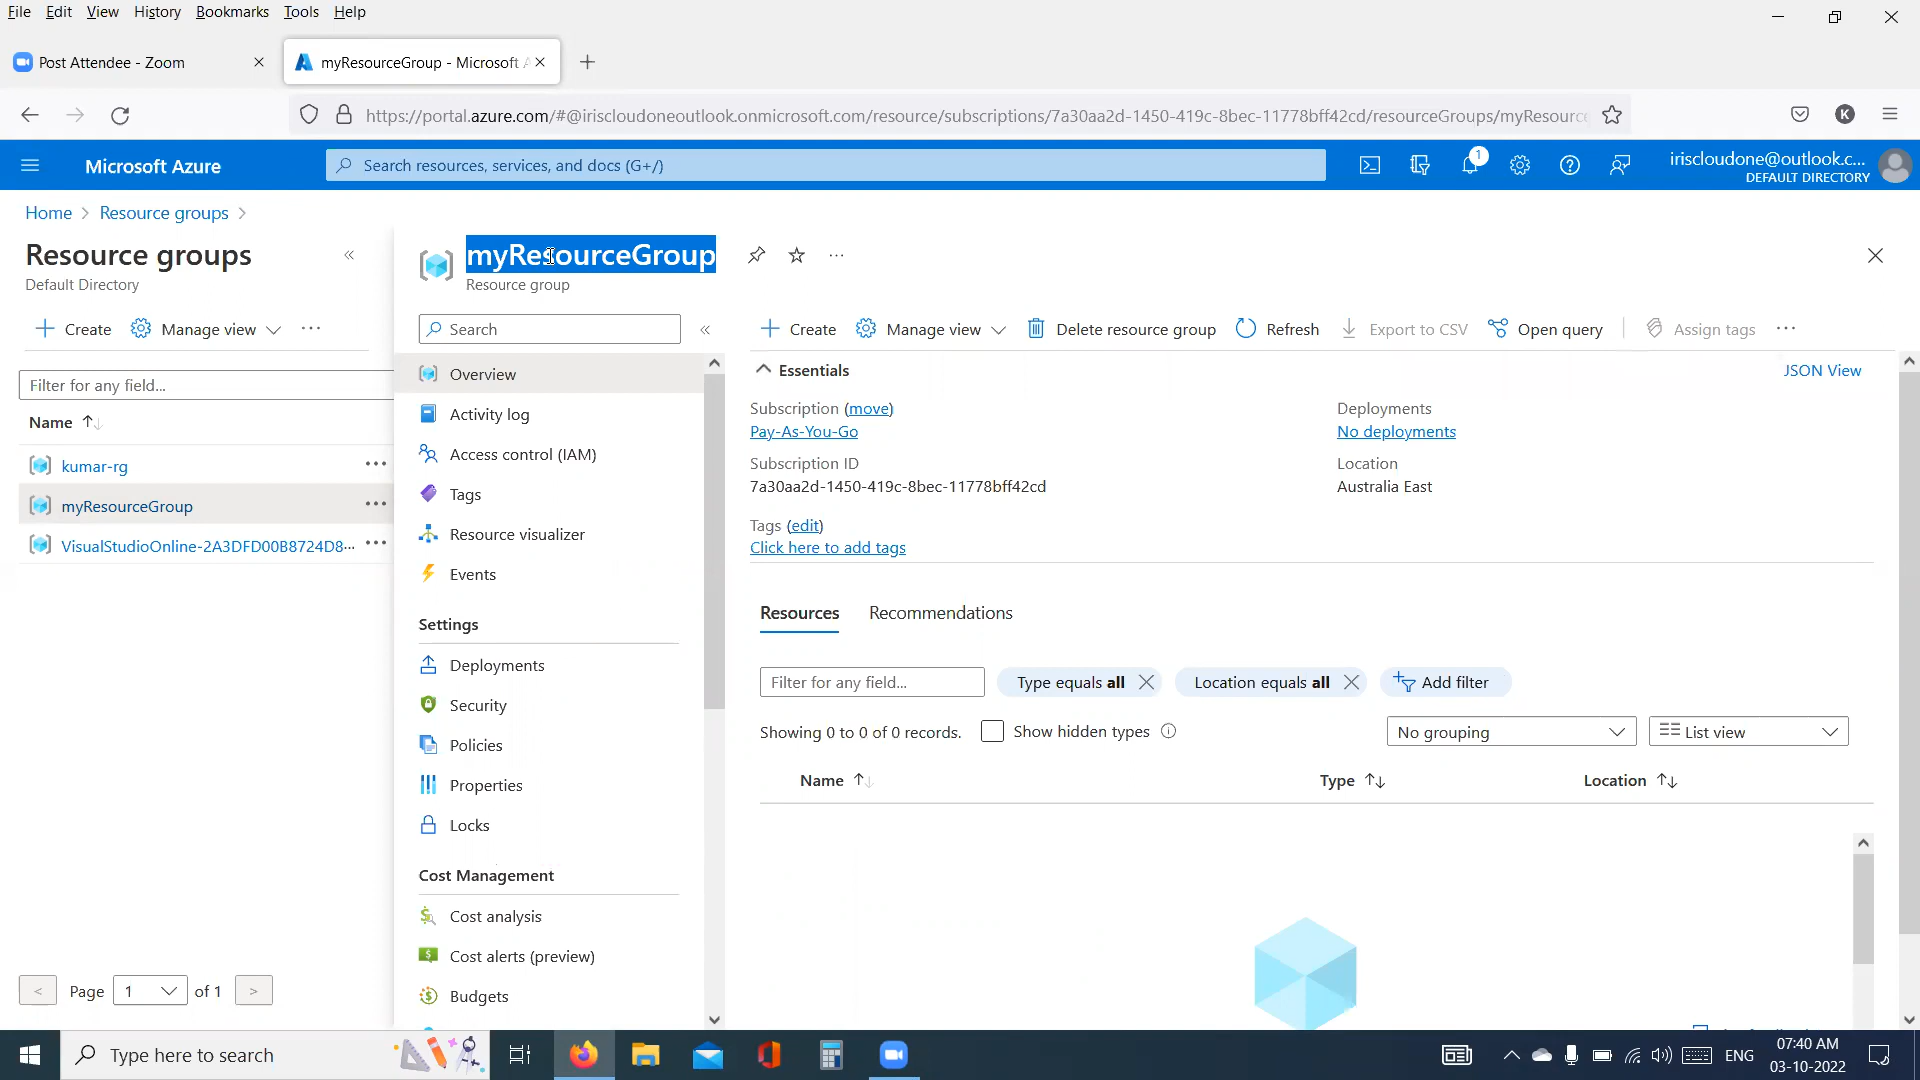 File Edit View History Bookmarks Tools Help
Post Attendee - Zoom
myResourceGroup - Microsoft A
https://portal.azure.com/#@iriscloudoneoutlook.onmicrosoft.com/resource/subscriptions/7a30aa2d-1450-419c-8bec-11778bff42cd/resourceGroups/myResource
K
Microsoft Azure
Search resources, services, and docs (G+/)
1
iriscloudone@outlook.c...
DEFAULT DIRECTORY
Home > Resource groups >
Resource groups
Default Directory
Create Manage view ...
Filter for any field...
Name
kumar-rg ...
myResourceGroup ...
VisualStudioOnline-2A3DFD00B8724D8... ...
< Page 1 of 1 >
myResourceGroup ...
Resource group
Search
Overview
Activity log
Access control (IAM)
Tags
Resource visualizer
Events
Settings
Deployments
Security
Policies
Properties
Locks
Cost Management
Cost analysis
Cost alerts (preview)
Budgets
Create Manage view Delete resource group Refresh Export to CSV Open query Assign tags ...
Essentials
JSON View
Subscription (move)
Pay-As-You-Go
Subscription ID
7a30aa2d-1450-419c-8bec-11778bff42cd
Tags (edit)
Click here to add tags
Deployments
No deployments
Location
Australia East
Resources Recommendations
Filter for any field... Type equals all Location equals all Add filter
Showing 0 to 0 of 0 records. Show hidden types
No grouping List view
Name Type Location
Type here to search
ENG
07:40 AM
03-10-2022